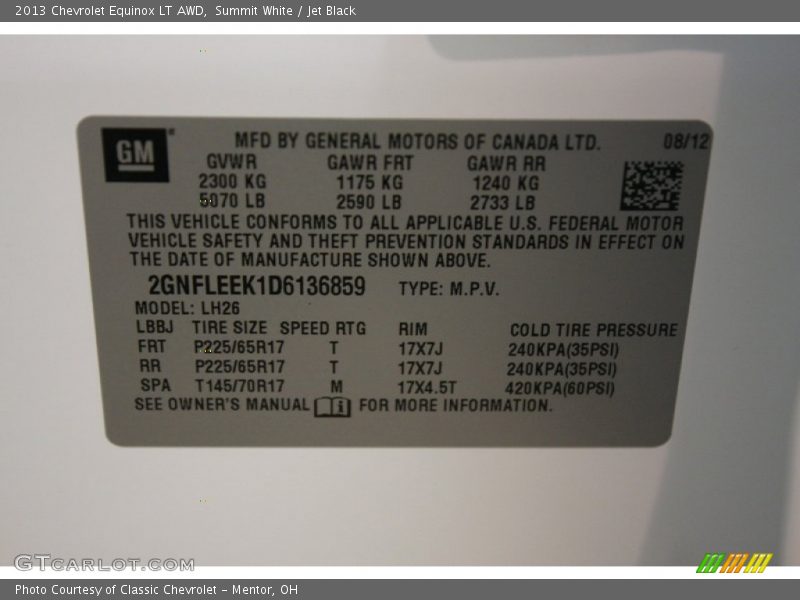 2013 Chevrolet Equinox LT AWD, Summit White / Jet Black
GM
MFD BY GENERAL MOTORS OF CANADA LTD. 08/12
GVWR GAWR FRT GAWR RR
2300 KG 1175 KG 1240 KG
5070 LB 2590 LB 2733 LB
THIS VEHICLE CONFORMS TO ALL APPLICABLE U.S. FEDERAL MOTOR
VEHICLE SAFETY AND THEFT PREVENTION STANDARDS IN EFFECT ON
THE DATE OF MANUFACTURE SHOWN ABOVE.
2GNFLEEK1D6136859 TYPE: M.P.V.
MODEL: LH26
LBBJ TIRE SIZE SPEED RTG RIM COLD TIRE PRESSURE
FRT P225/65R17 T 17X7J 240KPA(35PSI)
RR P225/65R17 T 17X7J 240KPA(35PSI)
SPA T145/70R17 M 17X4.5T 420KPA(60PSI)
SEE OWNER'S MANUAL i FOR MORE INFORMATION.
GTCARLOT.COM
Photo Courtesy of Classic Chevrolet - Mentor, OH